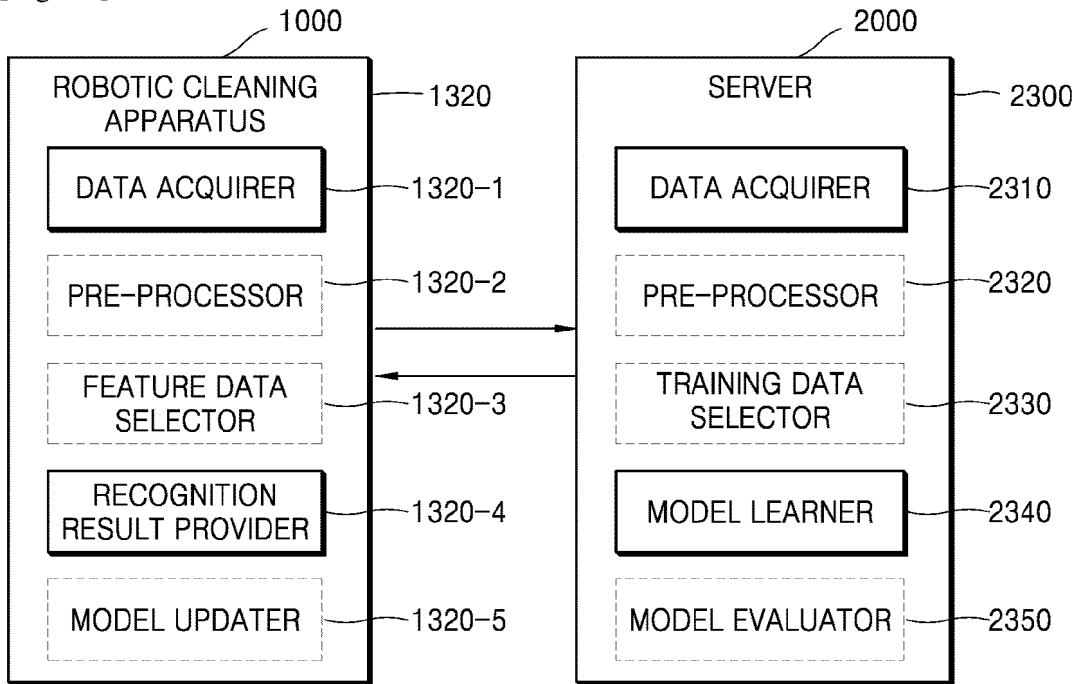 1000
2000
ROBOTIC CLEANING
APPARATUS
1320
SERVER
2300
DATA ACQUIRER
1320-1
DATA ACQUIRER
2310
PRE-PROCESSOR
1320-2
PRE-PROCESSOR
2320
FEATURE DATA
SELECTOR
1320-3
TRAINING DATA
SELECTOR
2330
RECOGNITION
RESULT PROVIDER
1320-4
MODEL LEARNER
2340
MODEL UPDATER
1320-5
MODEL EVALUATOR
2350